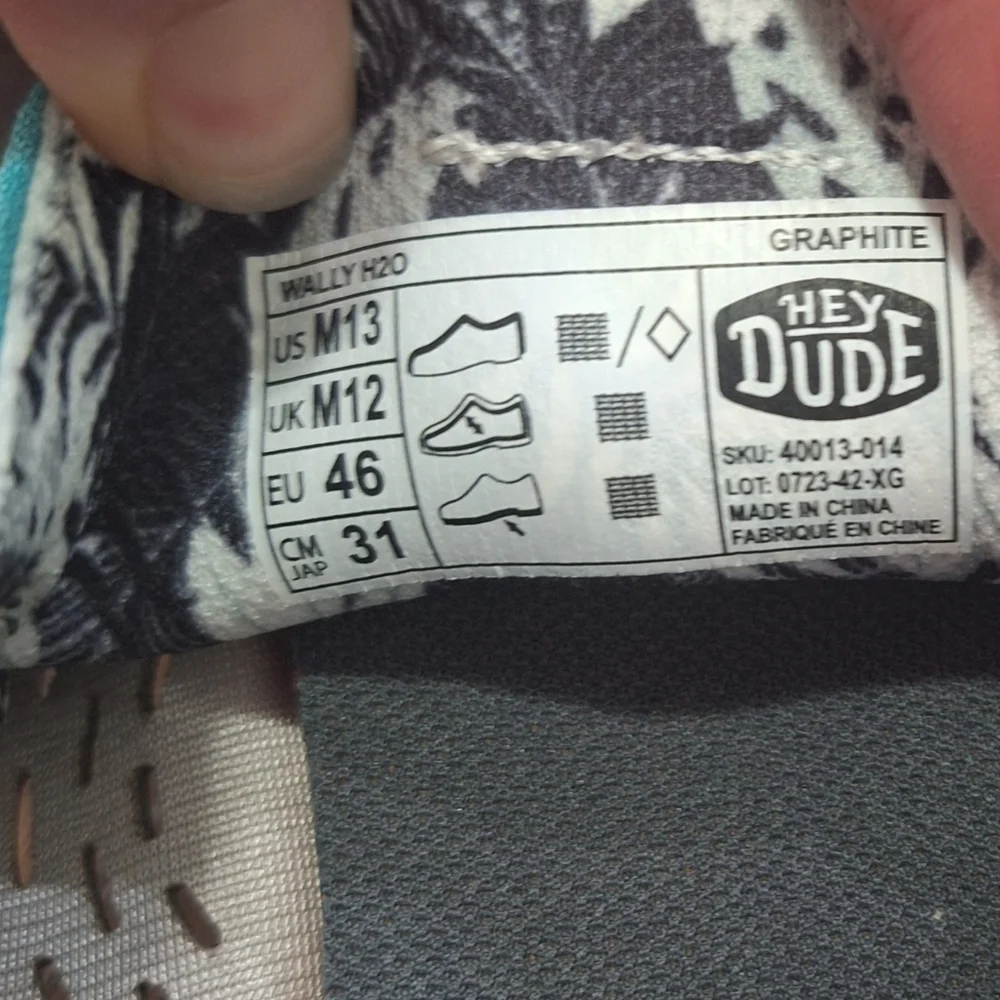 WALLY H2O
GRAPHITE
US M13
UK M12
EU 46
CM JAP 31
HEY
DUDE
SKU: 40013-014
LOT: 0723-42-XG
MADE IN CHINA
FABRIQUÉ EN CHINE